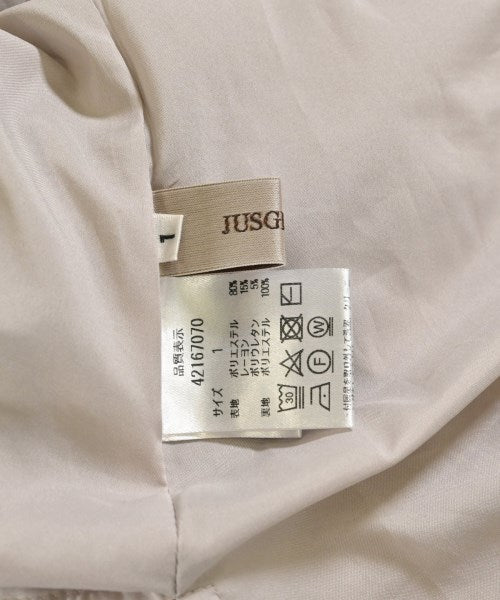 JUSG
1
品質表示
42167070
サイズ 1
表地 ポリエステル 80%
レーヨン 15%
ポリウレタン 5%
裏地 ポリエステル 100%
30
W
F